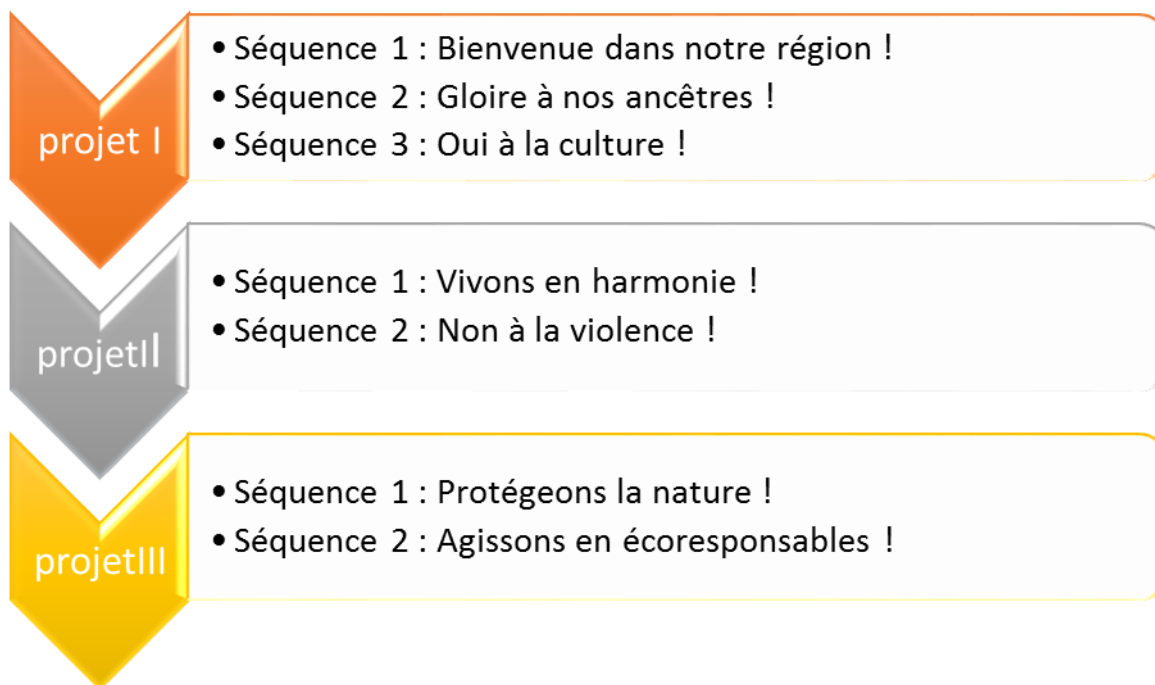 projet I
• Séquence 1 : Bienvenue dans notre région !
• Séquence 2 : Gloire à nos ancêtres !
• Séquence 3 : Oui à la culture !
projetII
• Séquence 1 : Vivons en harmonie !
• Séquence 2 : Non à la violence !
projetIII
• Séquence 1 : Protégeons la nature !
• Séquence 2 : Agissons en écoresponsables !